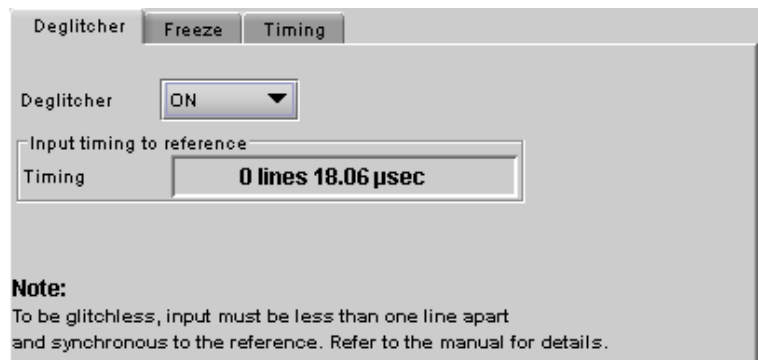 Deglitcher Freeze Timing
Deglitcher ON
Input timing to reference
Timing 0 lines 18.06 µsec
Note:
To be glitchless, input must be less than one line apart
and synchronous to the reference. Refer to the manual for details.